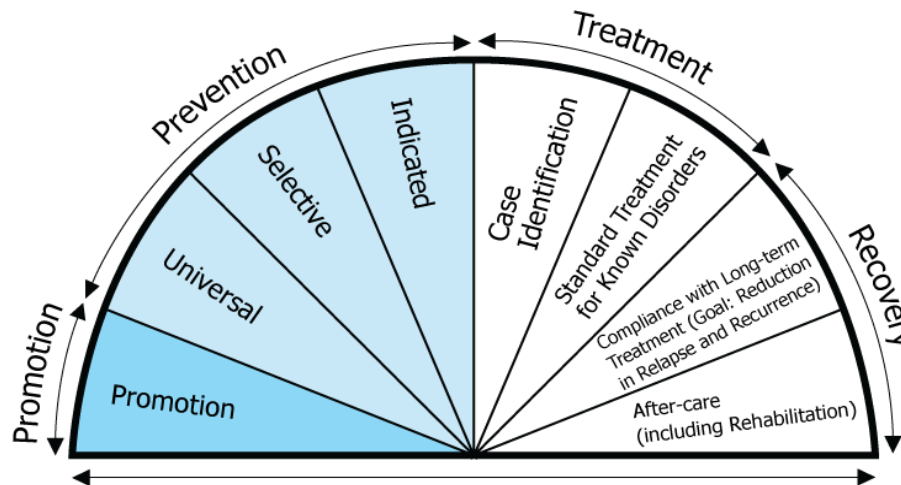 Promotion
Prevention
Treatment
Recovery
Promotion
Universal
Selective
Indicated
Case
Identification
Standard Treatment
for Known Disorders
Compliance with Long-term
Treatment (Goal: Reduction
in Relapse and Recurrence)
After-care
(including Rehabilitation)